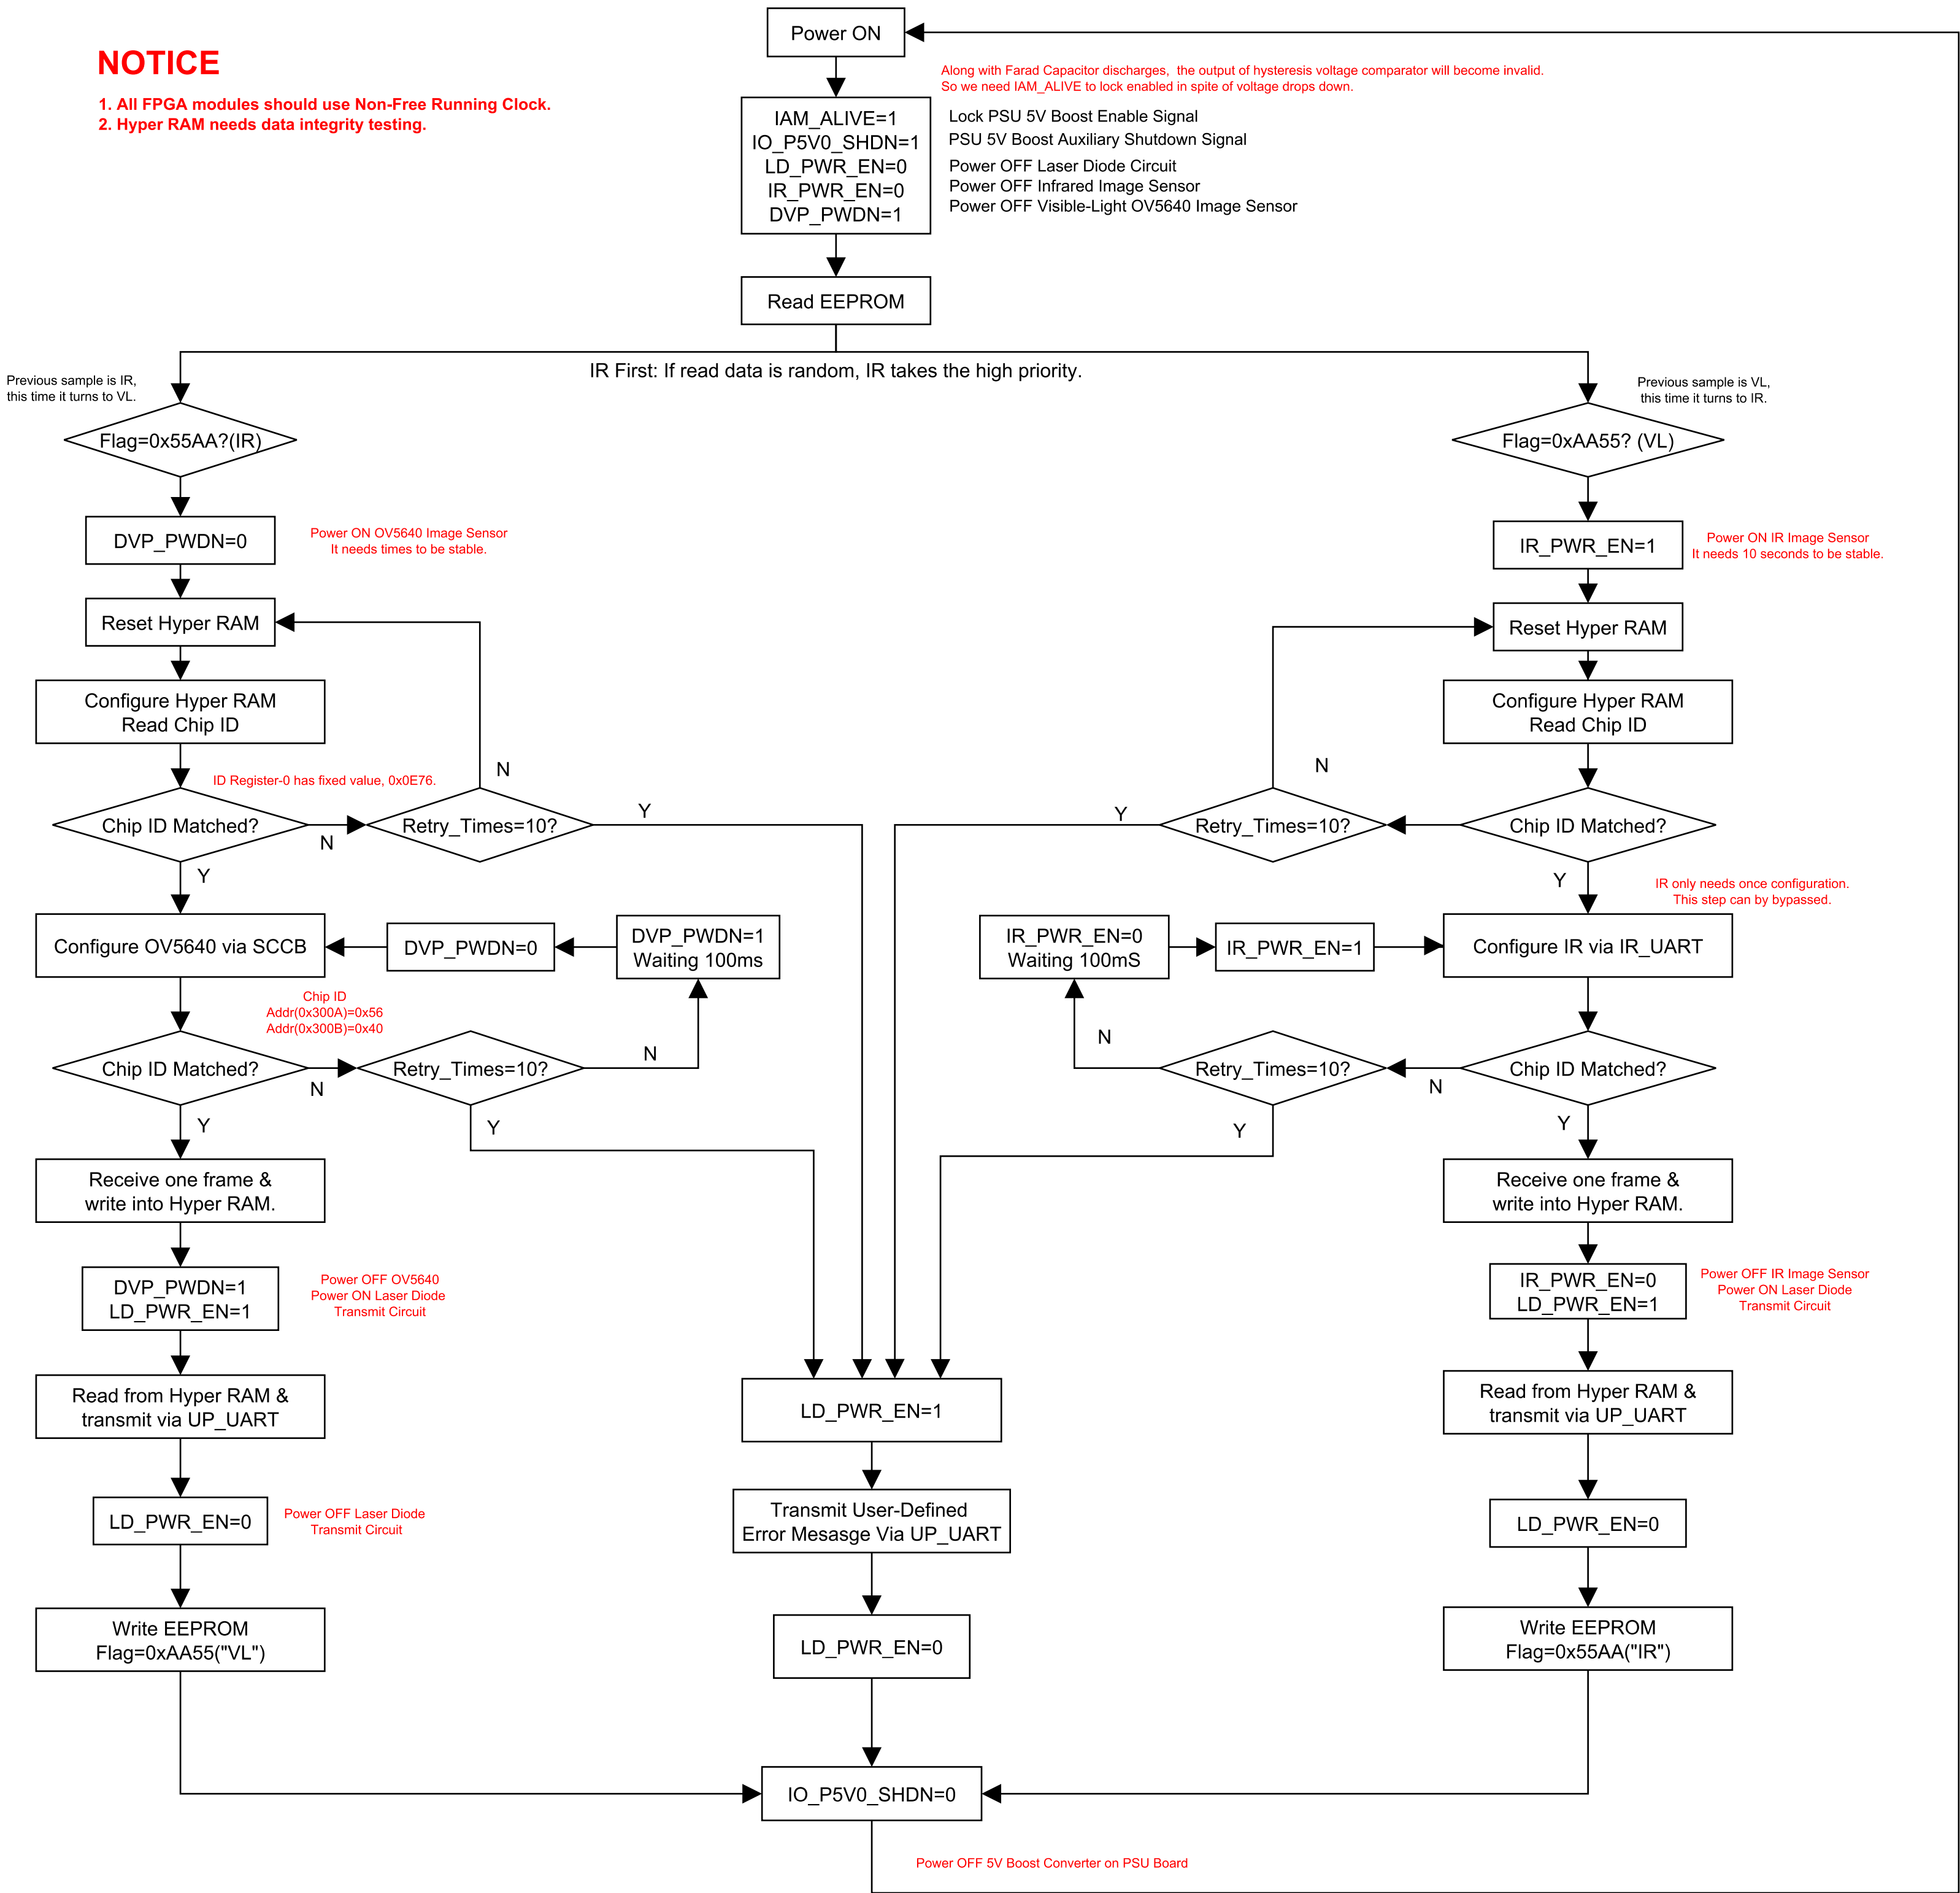 Power ON
NOTICE
1. All FPGA modules should use Non-Free Running Clock.
2. Hyper RAM needs data integrity testing.
Along with Farad Capacitor discharges,  the output of hysteresis voltage comparator will become invalid.
So we need IAM_ALIVE to lock enabled in spite of voltage drops down.
IAM_ALIVE=1
IO_P5V0_SHDN=1
LD_PWR_EN=0
IR_PWR_EN=0
DVP_PWDN=1
Lock PSU 5V Boost Enable Signal
PSU 5V Boost Auxiliary Shutdown Signal
Power OFF Laser Diode Circuit
Power OFF Infrared Image Sensor
Power OFF Visible-Light OV5640 Image Sensor
Read EEPROM
IR First: If read data is random, IR takes the high priority.
Previous sample is IR,
this time it turns to VL.
Flag=0x55AA?(IR)
DVP_PWDN=0
Power ON OV5640 Image Sensor
It needs times to be stable.
Reset Hyper RAM
Configure Hyper RAM
Read Chip ID
ID Register-0 has fixed value, 0x0E76.
Chip ID Matched?
N
Retry_Times=10?
N
Y
Y
Configure OV5640 via SCCB
DVP_PWDN=0
DVP_PWDN=1
Waiting 100ms
Chip ID
Addr(0x300A)=0x56
Addr(0x300B)=0x40
Chip ID Matched?
N
Retry_Times=10?
N
Y
Y
Receive one frame &
write into Hyper RAM.
DVP_PWDN=1
LD_PWR_EN=1
Power OFF OV5640
Power ON Laser Diode
Transmit Circuit
Read from Hyper RAM &
transmit via UP_UART
LD_PWR_EN=0
Power OFF Laser Diode
Transmit Circuit
Write EEPROM
Flag=0xAA55("VL")
Previous sample is VL,
this time it turns to IR.
Flag=0xAA55? (VL)
IR_PWR_EN=1
Power ON IR Image Sensor
It needs 10 seconds to be stable.
Reset Hyper RAM
Configure Hyper RAM
Read Chip ID
N
Y
Retry_Times=10?
Chip ID Matched?
Y
IR only needs once configuration.
This step can by bypassed.
IR_PWR_EN=0
Waiting 100mS
IR_PWR_EN=1
Configure IR via IR_UART
N
Retry_Times=10?
N
Chip ID Matched?
Y
Y
Receive one frame &
write into Hyper RAM.
IR_PWR_EN=0
LD_PWR_EN=1
Power OFF IR Image Sensor
Power ON Laser Diode
Transmit Circuit
Read from Hyper RAM &
transmit via UP_UART
LD_PWR_EN=0
Write EEPROM
Flag=0x55AA("IR")
LD_PWR_EN=1
Transmit User-Defined
Error Mesasge Via UP_UART
LD_PWR_EN=0
IO_P5V0_SHDN=0
Power OFF 5V Boost Converter on PSU Board